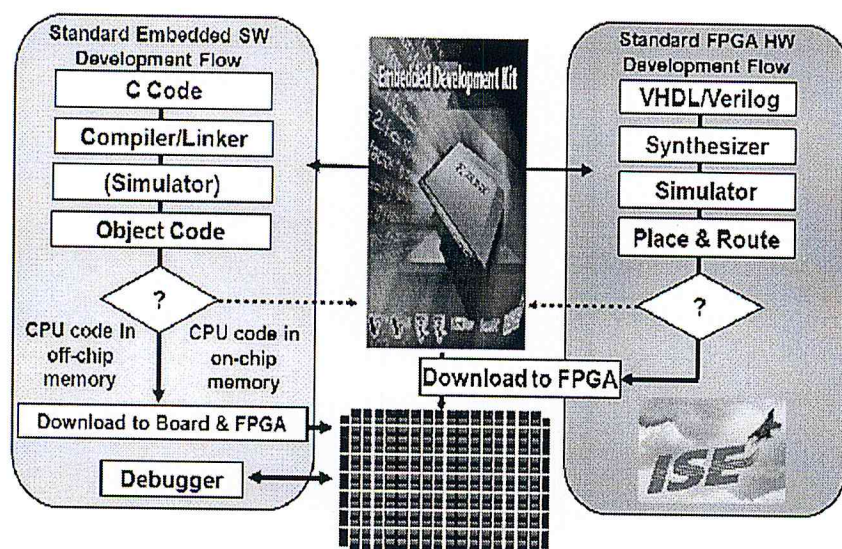 Standard Embedded SW
Development Flow
C Code
Compiler/Linker
(Simulator)
Object Code
?
CPU code In
off-chip
memory
CPU code in
on-chip
memory
Download to Board & FPGA
Debugger
Embedded Development Kit
Standard FPGA HW
Development Flow
VHDL/Verilog
Synthesizer
Simulator
Place & Route
?
Download to FPGA
ISE